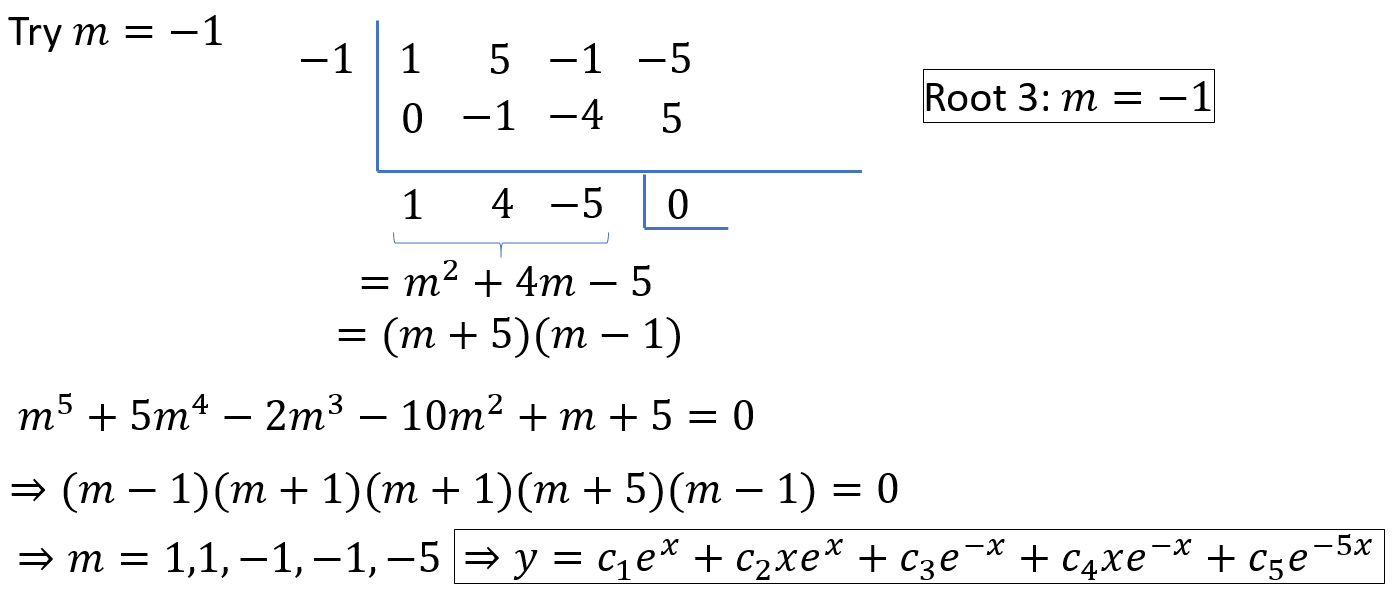 Try m = −1
−1 1 5 −1 −5
Root 3: m = −1
0 −1 −4 5
1 4 −5 0
= m² + 4m − 5
= (m + 5)(m − 1)
m⁵ + 5m⁴ − 2m³ − 10m² + m + 5 = 0
⇒ (m − 1)(m + 1)(m + 1)(m + 5)(m − 1) = 0
⇒ m = 1,1, −1, −1, −5 ⇒ y = c₁eˣ + c₂xeˣ + c₃e⁻ˣ + c₄xe⁻ˣ + c₅e⁻⁵ˣ